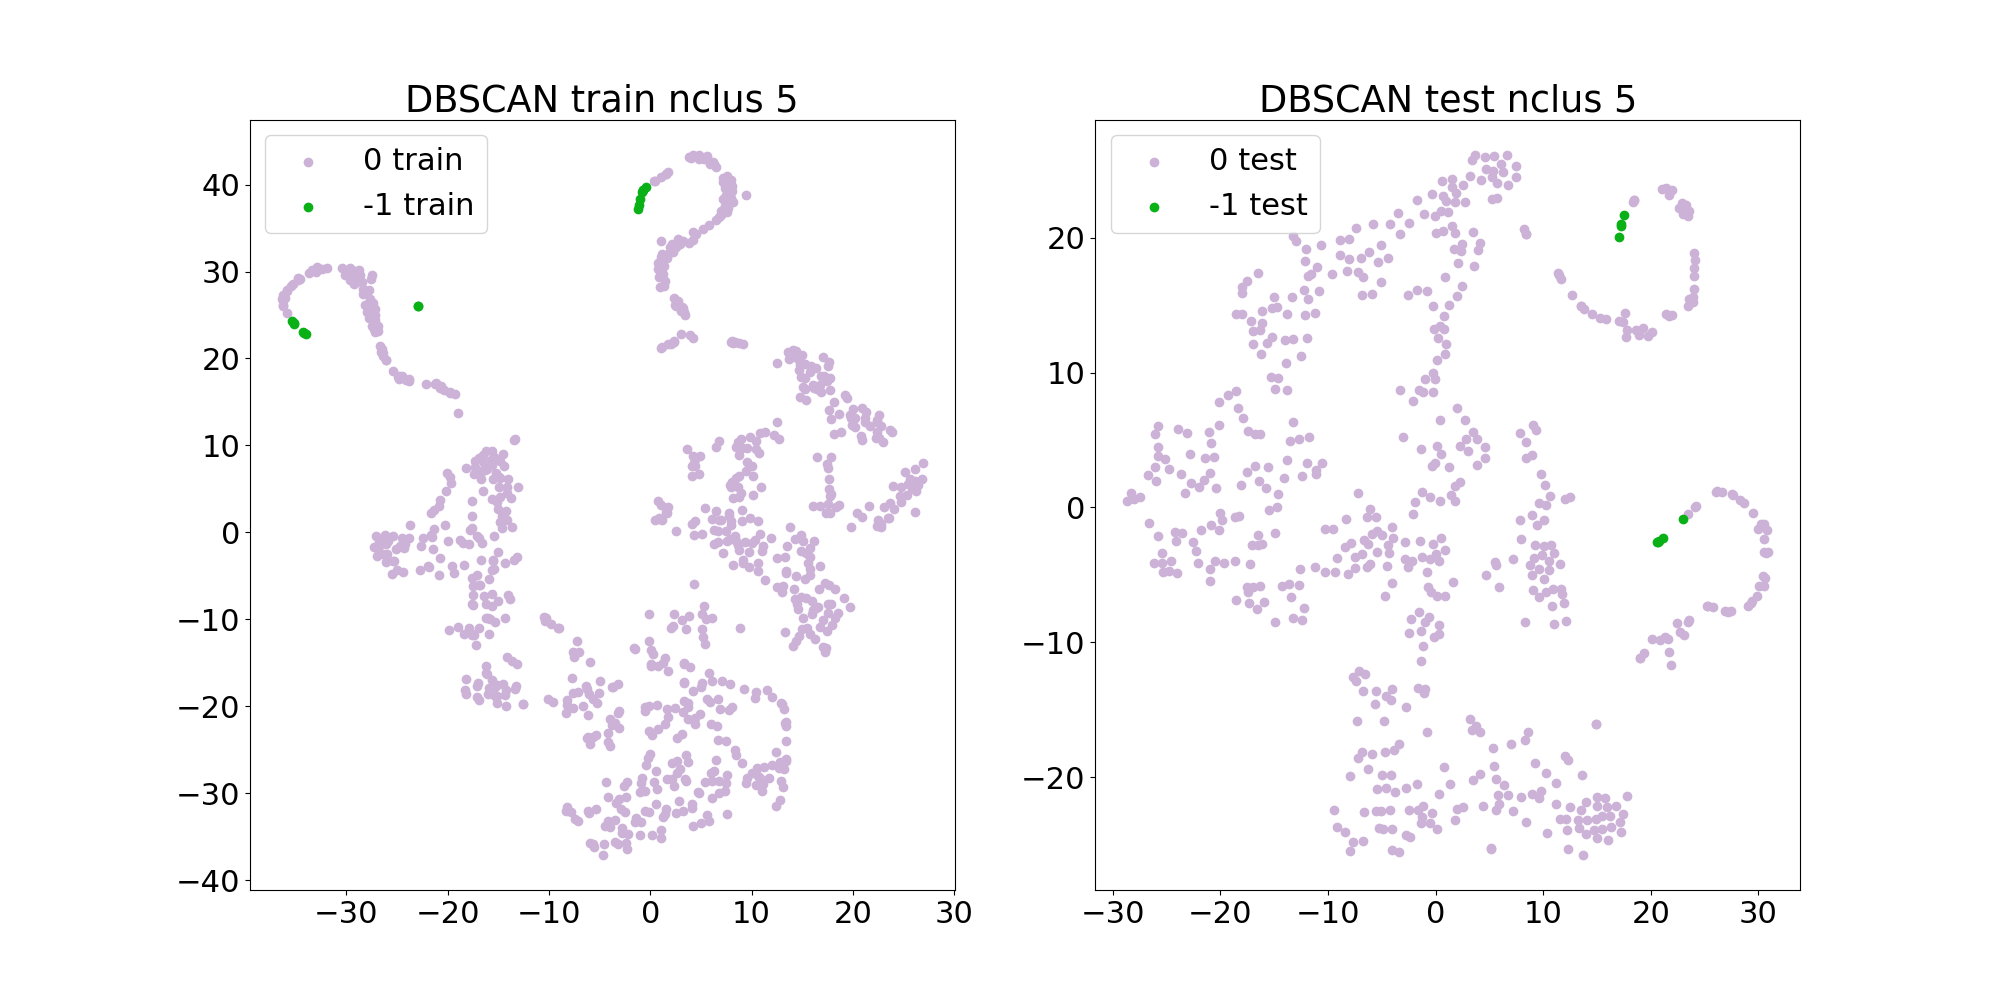 DBSCAN train nclus 5
0 train
-1 train
40
30
20
10
0
−10
−20
−30
−40
−30 −20 −10 0 10 20 30
DBSCAN test nclus 5
0 test
-1 test
20
10
0
−10
−20
−30 −20 −10 0 10 20 30